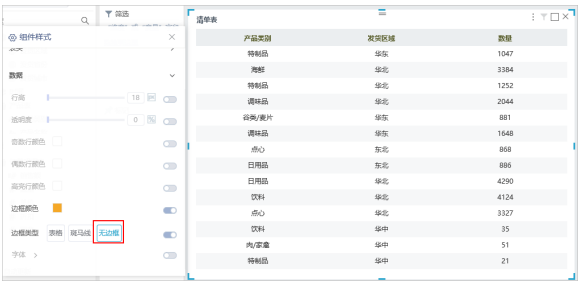 筛选
组件样式
数据
行高 18
透明度 0 %
奇数行颜色
偶数行颜色
高亮行颜色
边框颜色
边框类型 表格 斑马线 无边框
字体
清单表
产品类别 发货区域 数量
特制品 华东 1047
海鲜 华北 3384
特制品 华北 1252
调味品 华北 2044
谷类/麦片 华东 881
调味品 华东 1648
点心 东北 868
日用品 东北 886
日用品 华北 4290
饮料 华北 4124
点心 华北 3327
饮料 华中 35
肉/家禽 华中 51
特制品 华中 21